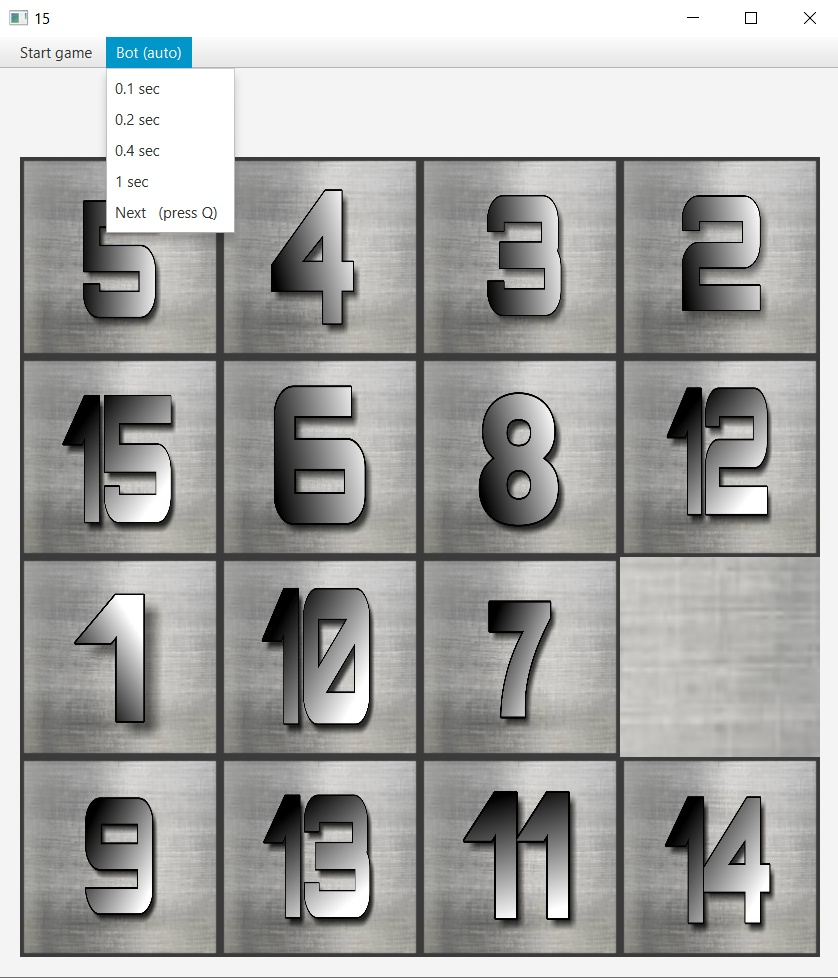 15
Start game Bot (auto)
0.1 sec
0.2 sec
0.4 sec
1 sec
Next (press Q)
5 4 3 2
15 6 8 12
1 10 7
9 13 11 14